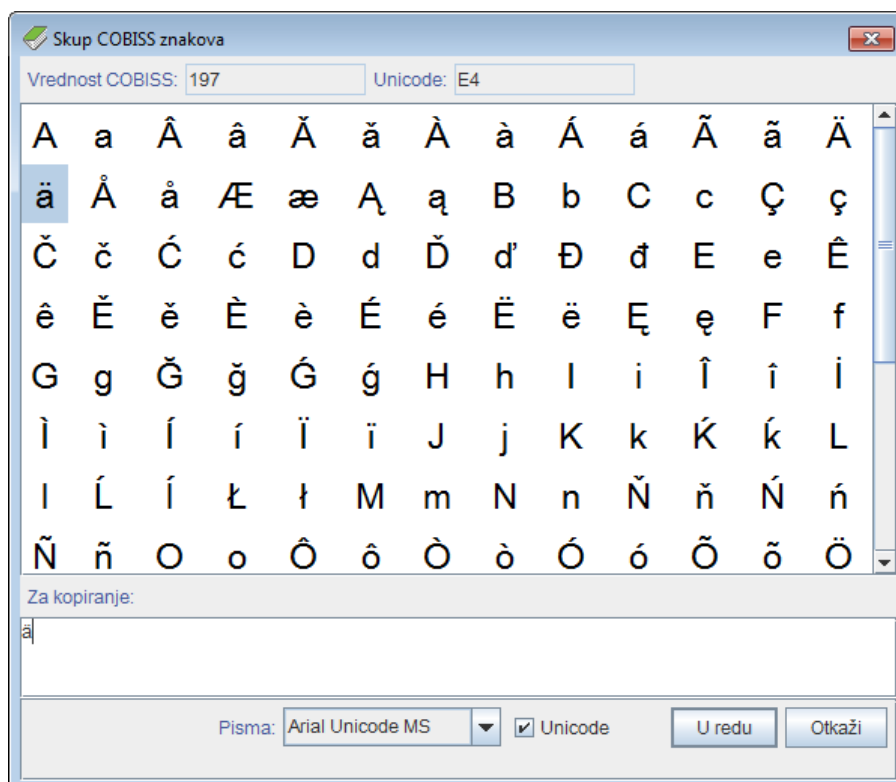 Skup COBISS znakova
Vrednost COBISS: 197 Unicode: E4
A a Â â Ă ă À à Á á Ã ã Ä
ä Å å Æ æ Ą ą B b C c Ç ç
Č č Ć ć D d Ď ď Đ đ E e Ê
ê Ě ě È è É é Ë ë Ę ę F f
G g Ğ ğ Ǵ ǵ H h I i Î î İ
Ì ì Í í Ï ï J j K k Ḱ ḱ L
l Ĺ ĺ Ł ł M m N n Ň ň Ń ń
Ñ ñ O o Ô ô Ò ò Ó ó Õ õ Ö
Za kopiranje:
ä
Pisma: Arial Unicode MS Unicode U redu Otkaži